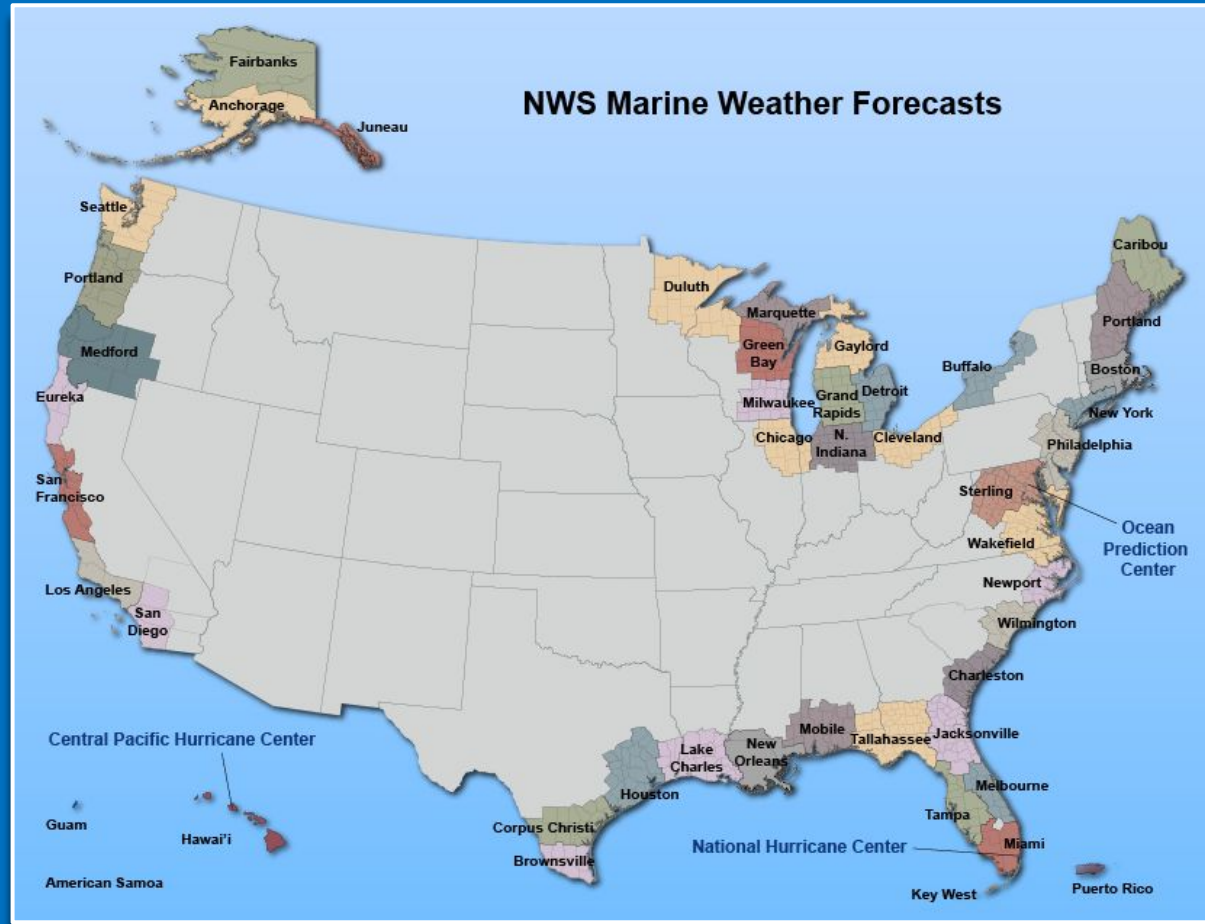 NWS Marine Weather Forecasts
Fairbanks
Anchorage
Juneau
Seattle
Portland
Medford
Eureka
San
Francisco
Los Angeles
San
Diego
Duluth
Marquette
Green
Bay
Gaylord
Milwaukee
Grand
Rapids
Detroit
Chicago
N.
Indiana
Cleveland
Buffalo
Caribou
Portland
Boston
New York
Philadelphia
Sterling
Ocean
Prediction
Center
Wakefield
Newport
Wilmington
Charleston
Jacksonville
Tallahassee
Mobile
New
Orleans
Lake
Charles
Houston
Corpus Christi
Brownsville
Melbourne
Tampa
Miami
National Hurricane Center
Key West
Puerto Rico
Central Pacific Hurricane Center
Guam
Hawai'i
American Samoa